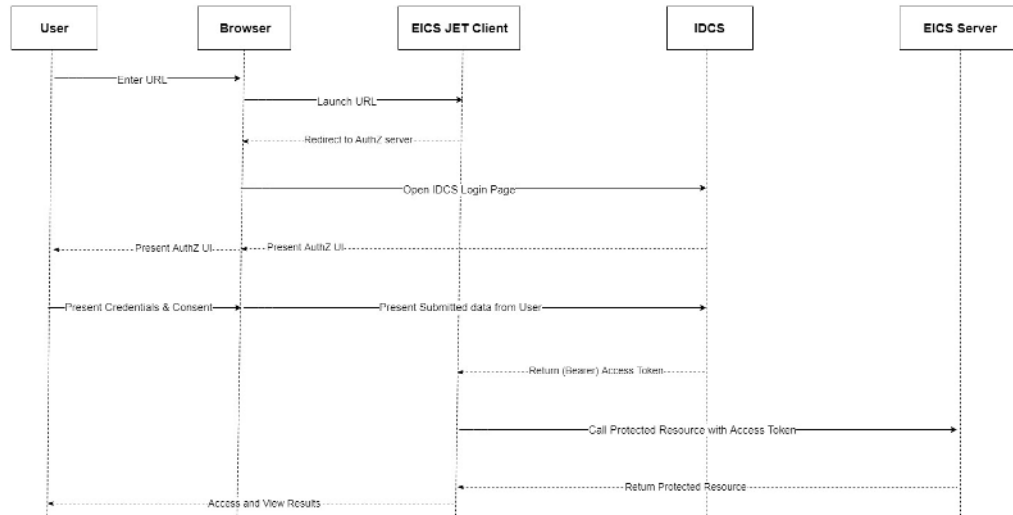 User
Browser
EICS JET Client
IDCS
EICS Server
Enter URL
Launch URL
Redirect to AuthZ server
Open IDCS Login Page
Present AuthZ UI
Present AuthZ UI
Present Credentials & Consent
Present Submitted data from User
Return (Bearer) Access Token
Call Protected Resource with Access Token
Return Protected Resource
Access and View Results